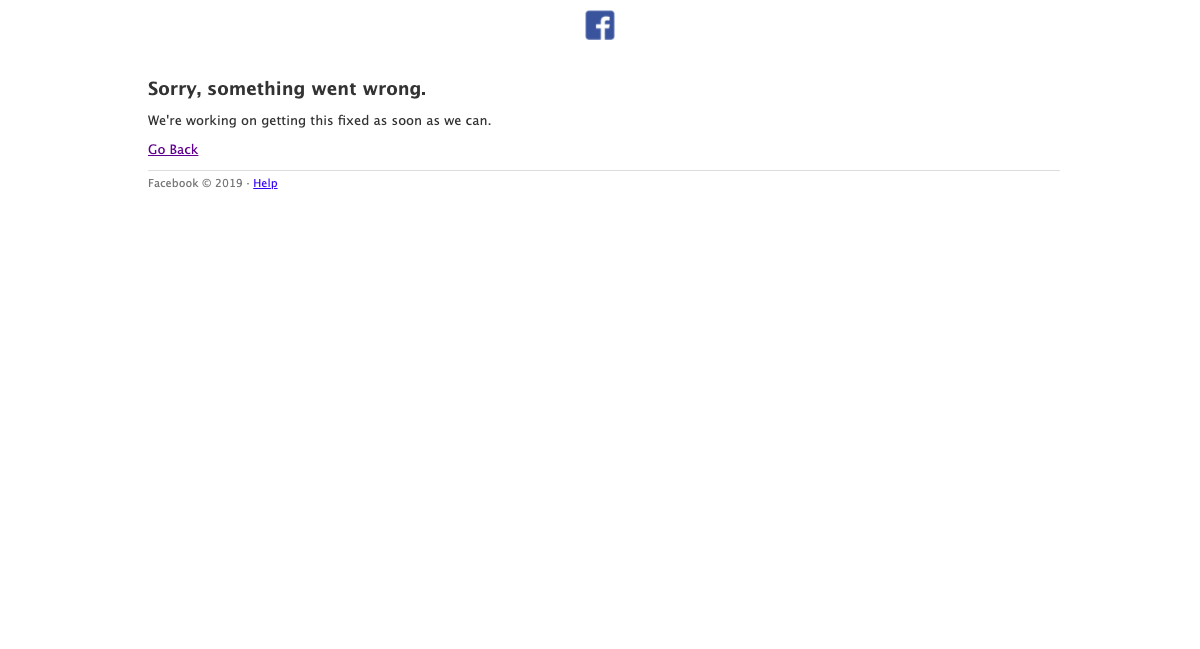 Sorry, something went wrong.
We're working on getting this fixed as soon as we can.
Go Back
Facebook © 2019 · Help